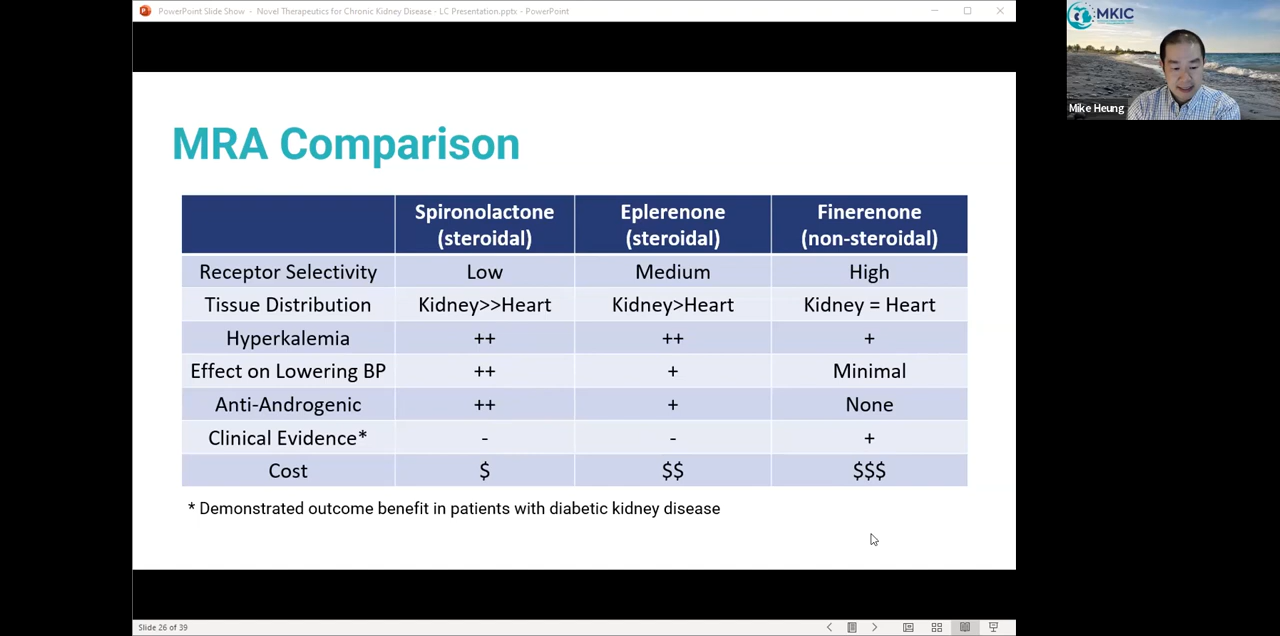 PowerPoint Slide Show - Novel Therapeutics for Chronic Kidney Disease - LC Presentation.pptx - PowerPoint
MKIC
Mike Heung
MRA Comparison
Spironolactone (steroidal) Eplerenone (steroidal) Finerenone (non-steroidal)
Receptor Selectivity Low Medium High
Tissue Distribution Kidney>>Heart Kidney>Heart Kidney = Heart
Hyperkalemia ++ ++ +
Effect on Lowering BP ++ + Minimal
Anti-Androgenic ++ + None
Clinical Evidence* - - +
Cost $ $$ $$$
* Demonstrated outcome benefit in patients with diabetic kidney disease
Slide 26 of 39